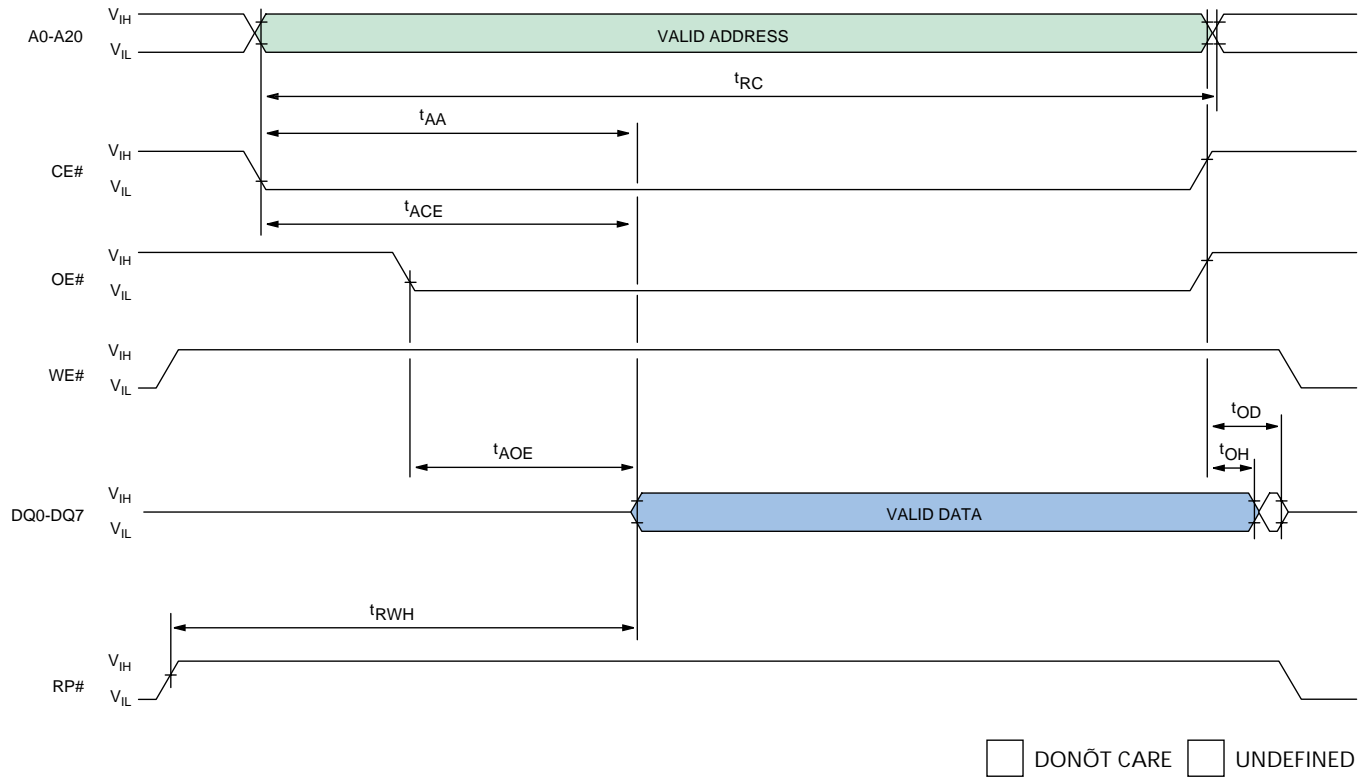 VIH
A0-A20
VALID ADDRESS
VIL
tRC
tAA
VIH
CE#
VIL
tACE
VIH
OE#
VIL
VIH
WE#
VIL
tOD
tAOE
tOH
VIH
DQ0-DQ7
VALID DATA
VIL
tRWH
VIH
RP#
VIL
DONÕT CARE
UNDEFINED